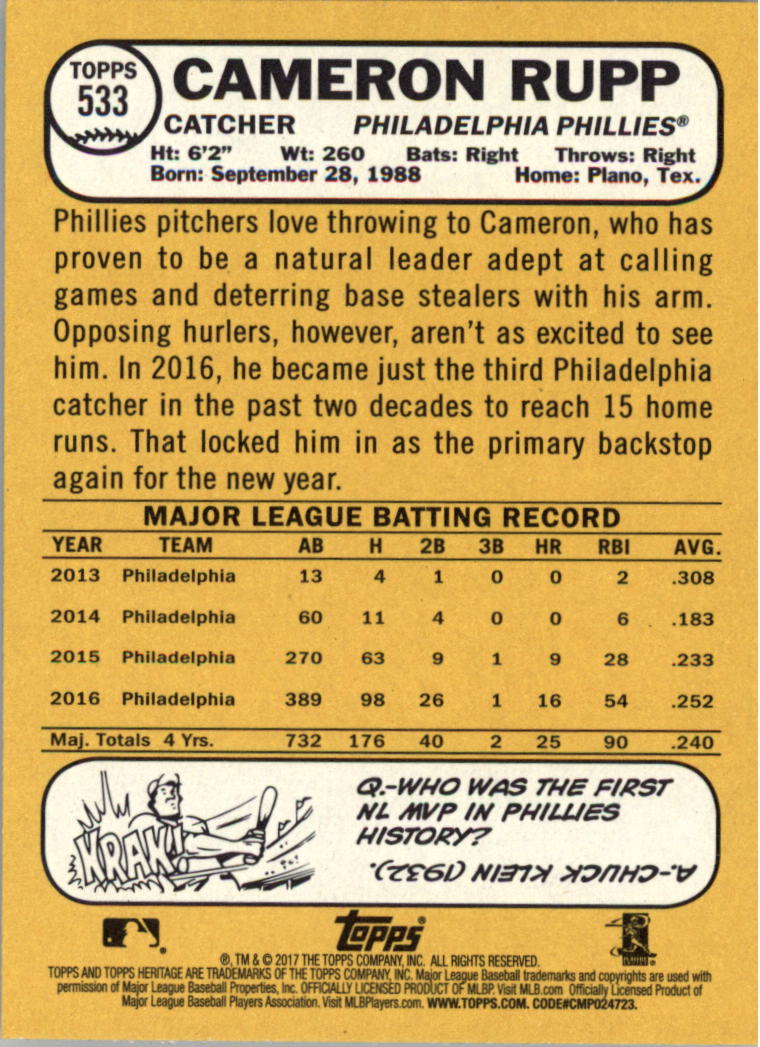 TOPPS
533
CAMERON RUPP
CATCHER PHILADELPHIA PHILLIES®
Ht: 6'2" Wt: 260 Bats: Right Throws: Right
Born: September 28, 1988 Home: Plano, Tex.
Phillies pitchers love throwing to Cameron, who has
proven to be a natural leader adept at calling
games and deterring base stealers with his arm.
Opposing hurlers, however, aren't as excited to see
him. In 2016, he became just the third Philadelphia
catcher in the past two decades to reach 15 home
runs. That locked him in as the primary backstop
again for the new year.
MAJOR LEAGUE BATTING RECORD
YEAR TEAM AB H 2B 3B HR RBI AVG.
2013 Philadelphia 13 4 1 0 0 2 .308
2014 Philadelphia 60 11 4 0 0 6 .183
2015 Philadelphia 270 63 9 1 9 28 .233
2016 Philadelphia 389 98 26 1 16 54 .252
Maj. Totals 4 Yrs. 732 176 40 2 25 90 .240
KRAK!
Q.-WHO WAS THE FIRST
NL MVP IN PHILLIES
HISTORY?
A.-CHUCK KLEIN (1932).
Topps®
®, TM & © 2017 THE TOPPS COMPANY, INC. ALL RIGHTS RESERVED.
TOPPS AND TOPPS HERITAGE ARE TRADEMARKS OF THE TOPPS COMPANY, INC. Major League Baseball trademarks and copyrights are used with
permission of Major League Baseball Properties, Inc. OFFICIALLY LICENSED PRODUCT OF MLBP. Visit MLB.com Officially Licensed Product of
Major League Baseball Players Association. Visit MLBPlayers.com. WWW.TOPPS.COM. CODE#CMP024723.